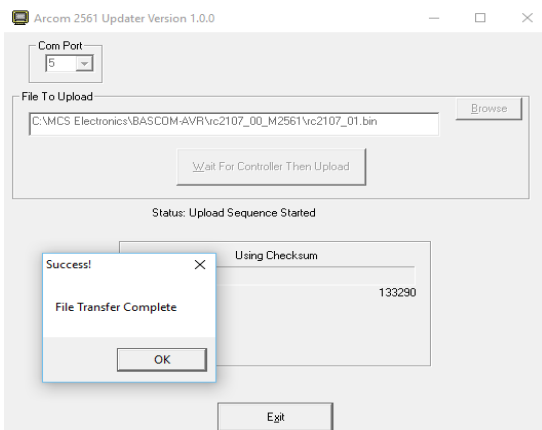 Arcom 2561 Updater Version 1.0.0
Com Port
5
File To Upload
C:\MCS Electronics\BASCOM-AVR\rc2107_00_M2561\rc2107_01.bin
Browse
Wait For Controller Then Upload
Status: Upload Sequence Started
Using Checksum
133290
Success!
File Transfer Complete
OK
Exit